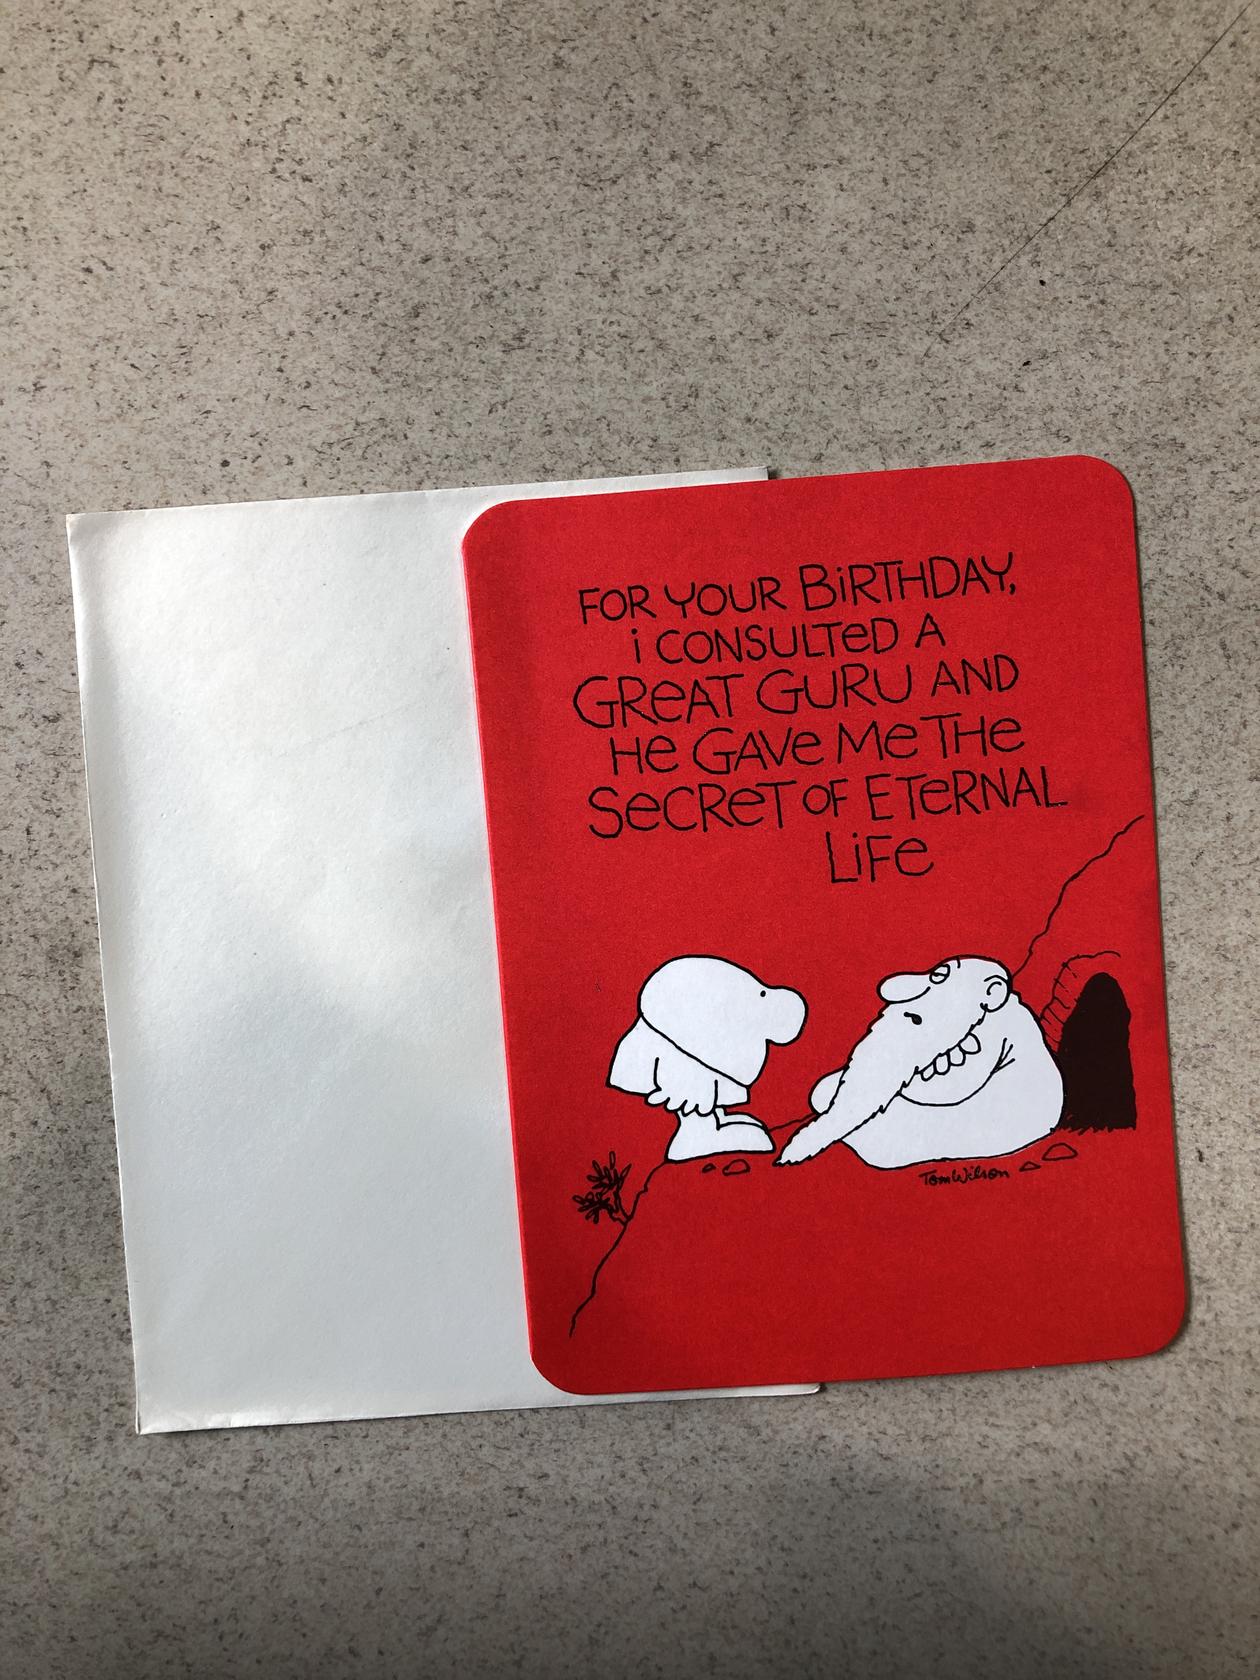 FOR YOUR BiRTHDAY,
i CONSULTeD A
GReAT GURU AND
He GAVe Me THe
SeCReT OF ETeRNAL
LiFe
Tom Wilson